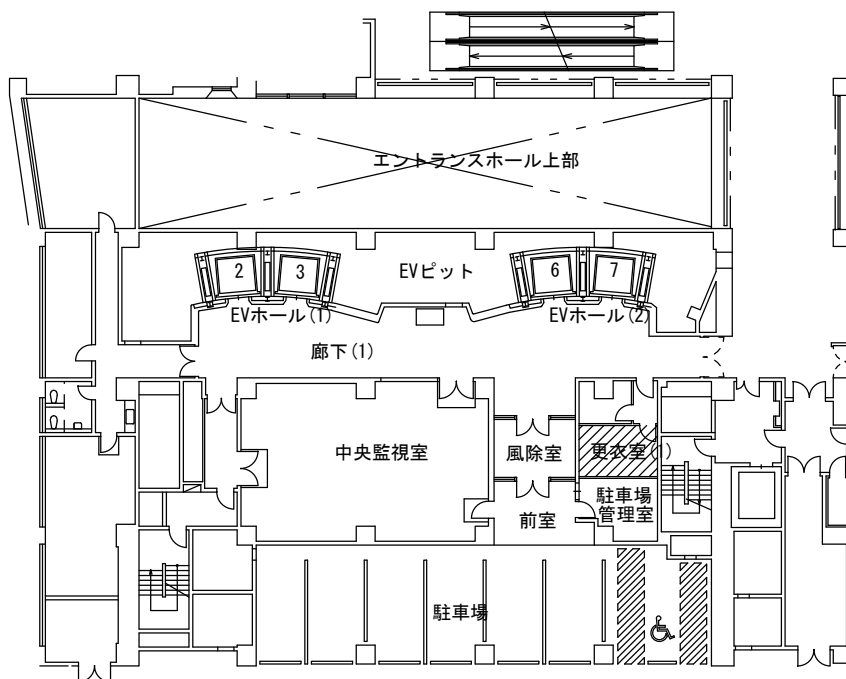 エントランスホール上部
2
3
EVピット
6
7
EVホール(1)
EVホール(2)
廊下(1)
中央監視室
風除室
更衣室(1)
駐車場
管理室
前室
駐車場